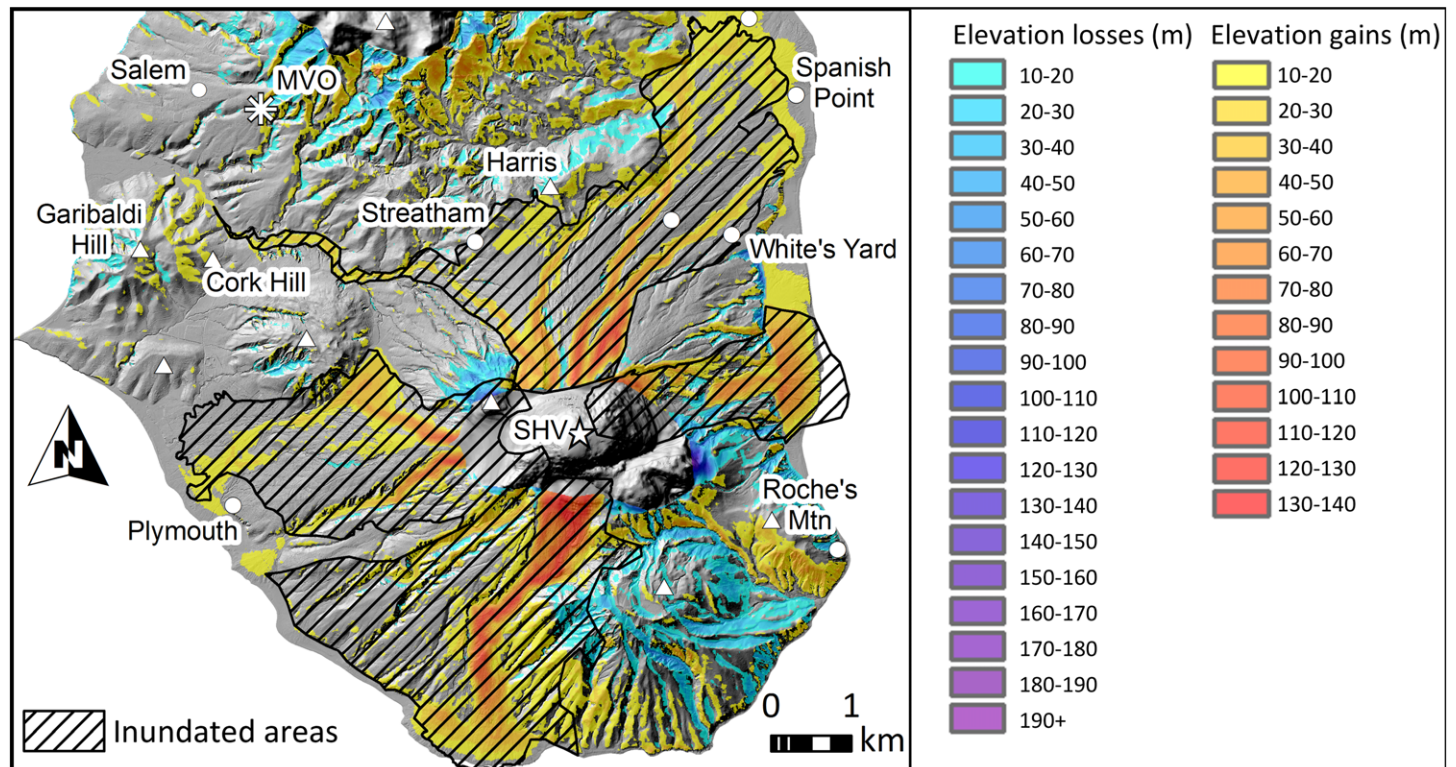 Salem
MVO
Spanish
Point
Harris
Streatham
Garibaldi
Hill
White's Yard
Cork Hill
SHV
N
Roche's
Mtn
Plymouth
0 1
km
Inundated areas
Elevation losses (m)
10-20
20-30
30-40
40-50
50-60
60-70
70-80
80-90
90-100
100-110
110-120
120-130
130-140
140-150
150-160
160-170
170-180
180-190
190+
Elevation gains (m)
10-20
20-30
30-40
40-50
50-60
60-70
70-80
80-90
90-100
100-110
110-120
120-130
130-140